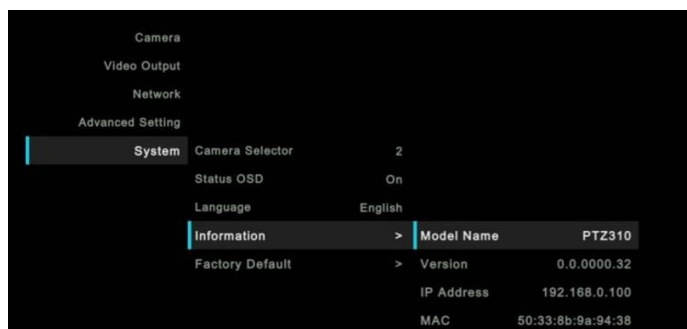 Camera
Video Output
Network
Advanced Setting
System Camera Selector 2
Status OSD On
Language English
Information > Model Name PTZ310
Factory Default > Version 0.0.0000.32
IP Address 192.168.0.100
MAC 50:33:8b:9a:94:38